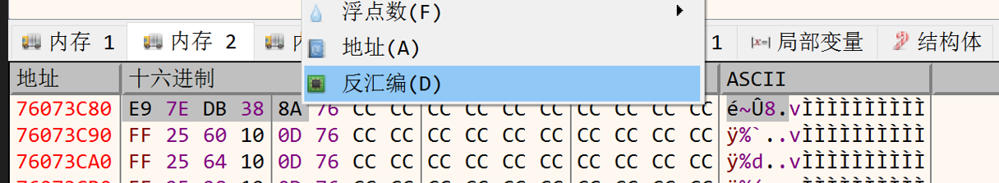 浮点数(F)
地址(A)
反汇编(D)
内存 1 内存 2 1 局部变量 结构体
地址 十六进制 ASCII
76073C80 E9 7E DB 38 8A 76 CC CC CC CC CC CC CC CC CC CC é~Û8.vÌÌÌÌÌÌÌÌÌÌ
76073C90 FF 25 60 10 0D 76 CC CC CC CC CC CC CC CC CC CC ÿ%`..vÌÌÌÌÌÌÌÌÌÌ
76073CA0 FF 25 64 10 0D 76 CC CC CC CC CC CC CC CC CC CC ÿ%d..vÌÌÌÌÌÌÌÌÌÌ